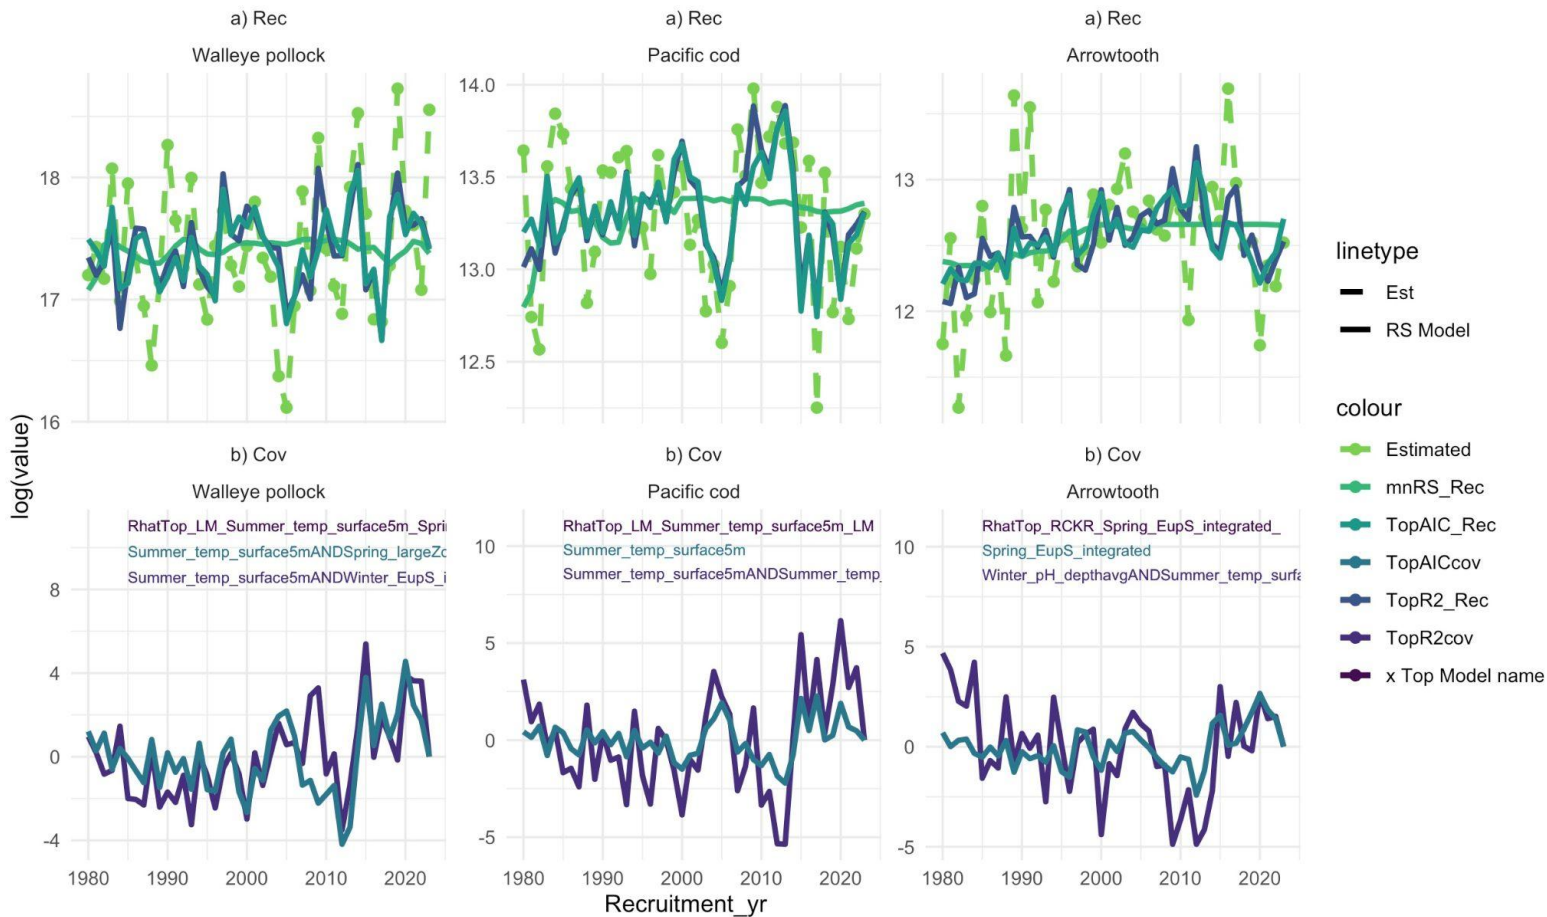 a) Rec
a) Rec
a) Rec
Walleye pollock
Pacific cod
Arrowtooth
18
17
16
14.0
13.5
13.0
12.5
13
12
log(value)
b) Cov
b) Cov
b) Cov
Walleye pollock
Pacific cod
Arrowtooth
RhatTop_LM_Summer_temp_surface5m_Spri
Summer_temp_surface5mANDSpring_largeZo
Summer_temp_surface5mANDWinter_EupS_i
RhatTop_LM_Summer_temp_surface5m_LM
Summer_temp_surface5m
Summer_temp_surface5mANDSummer_temp_
RhatTop_RCKR_Spring_EupS_integrated_
Spring_EupS_integrated
Winter_pH_depthavgANDSummer_temp_surfa
8
4
0
-4
10
5
0
-5
10
5
0
-5
1980 1990 2000 2010 2020
1980 1990 2000 2010 2020
1980 1990 2000 2010 2020
Recruitment_yr
linetype
Est
RS Model
colour
Estimated
mnRS_Rec
TopAIC_Rec
TopAICcov
TopR2_Rec
TopR2cov
x Top Model name